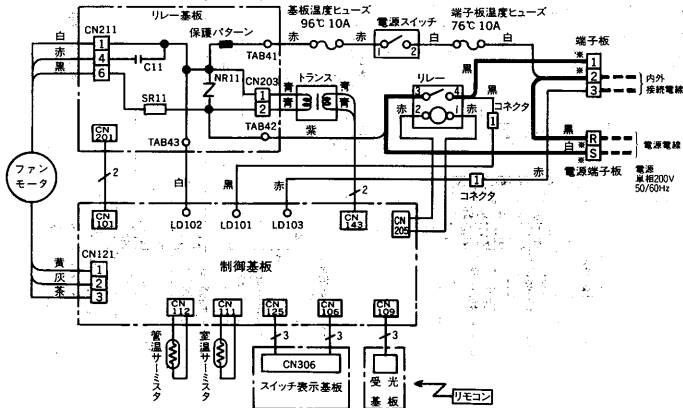 リレー基板
基板温度ヒューズ
96℃ 10A
電源スイッチ
端子板温度ヒューズ
76℃ 10A
保護パターン
TAB41
赤
赤
1
2
白
白
端子板
白
赤
黒
CN211
1
4
6
C11
NR11
CN203
1
2
青
青
トランス
青
青
リレー
黒
3
4
2
1
赤
黒
赤
コネクタ
1
※
1
※
2
3
内外
接続電線
SR11
TAB42
紫
CN
201
TAB43
黒
白
※
※
R
S
電源電線
電源端子板
電源
単相200V
50/60Hz
ファン
モータ
2
白
黒
赤
2
赤
1
コネクタ
CN
101
LD102
LD101
LD103
CN
143
CN
205
CN121
黄
灰
茶
1
2
3
制御基板
CN
112
CN
111
CN
125
CN
106
CN
109
管温サーミスタ
室温サーミスタ
3
3
3
CN306
スイッチ表示基板
受光
基板
リモコン